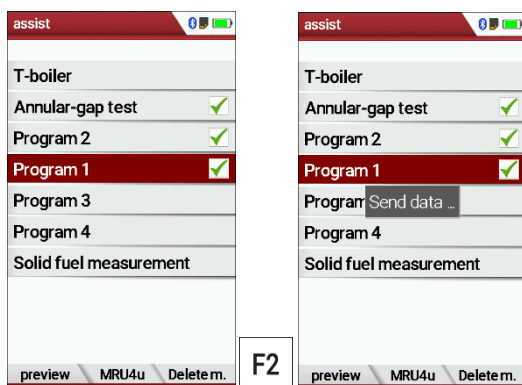 assist
T-boiler
Annular-gap test
Program 2
Program 1
Program 3
Program 4
Solid fuel measurement
preview MRU4u Delete m.
F2
assist
T-boiler
Annular-gap test
Program 2
Program 1
Program Send data ...
Program 4
Solid fuel measurement
preview MRU4u Delete m.